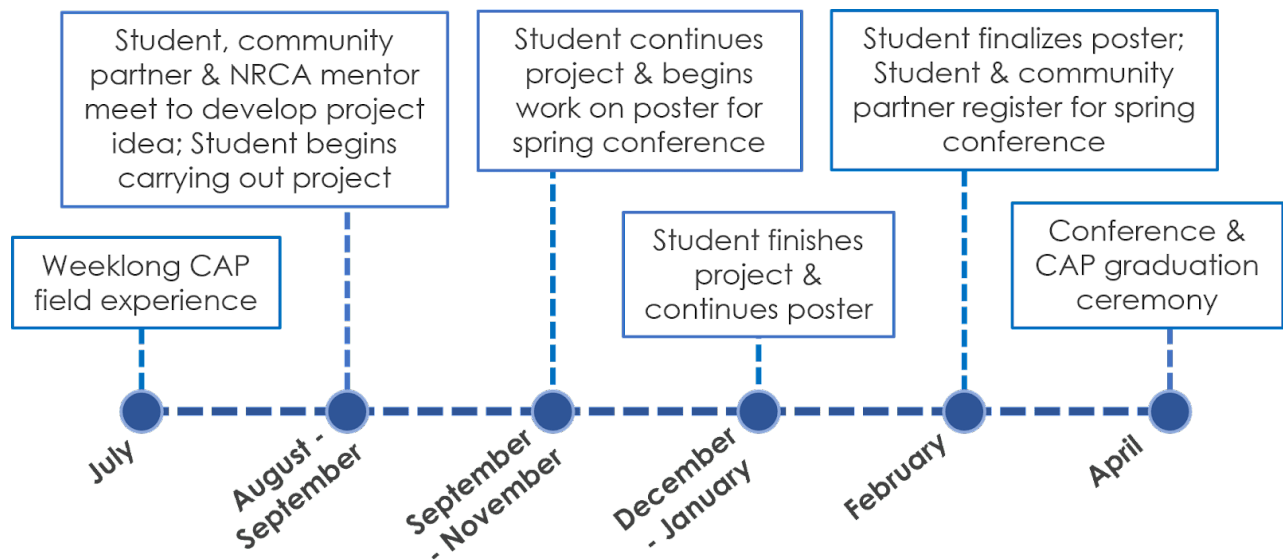 Student, community
partner & NRCA mentor
meet to develop project
idea; Student begins
carrying out project
Student continues
project & begins
work on poster for
spring conference
Student finalizes poster;
Student & community
partner register for spring
conference
Weeklong CAP
field experience
Student finishes
project &
continues poster
Conference &
CAP graduation
ceremony
July
August -
September
September
- November
December
- January
February
April